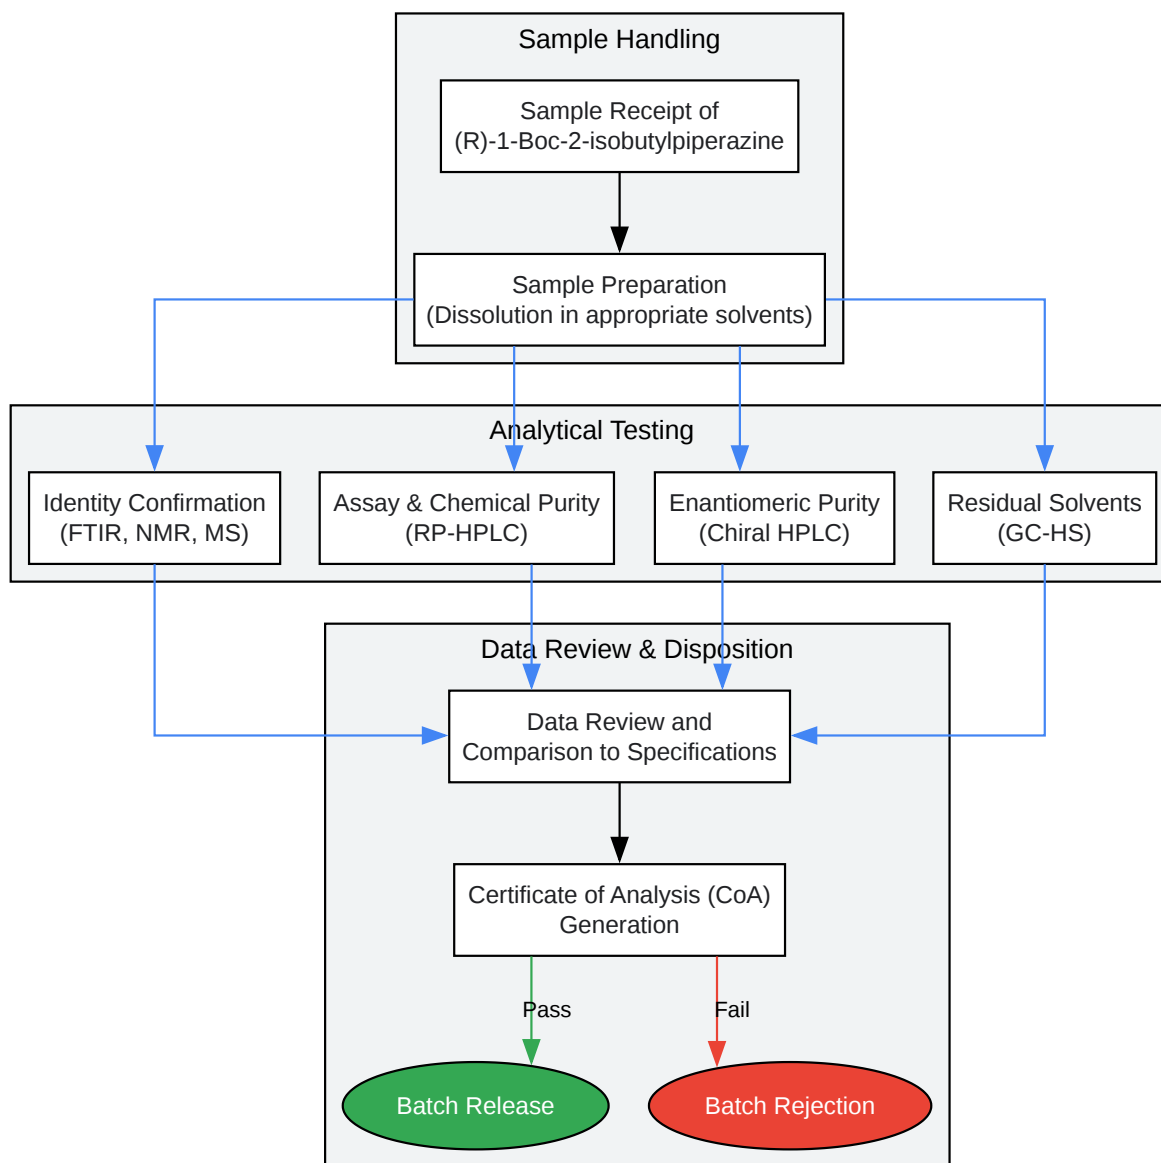 Sample Handling
Sample Receipt of
(R)-1-Boc-2-isobutylpiperazine
Sample Preparation
(Dissolution in appropriate solvents)
Analytical Testing
Identity Confirmation
(FTIR, NMR, MS)
Assay & Chemical Purity
(RP-HPLC)
Enantiomeric Purity
(Chiral HPLC)
Residual Solvents
(GC-HS)
Data Review & Disposition
Data Review and
Comparison to Specifications
Certificate of Analysis (CoA)
Generation
Pass
Fail
Batch Release
Batch Rejection